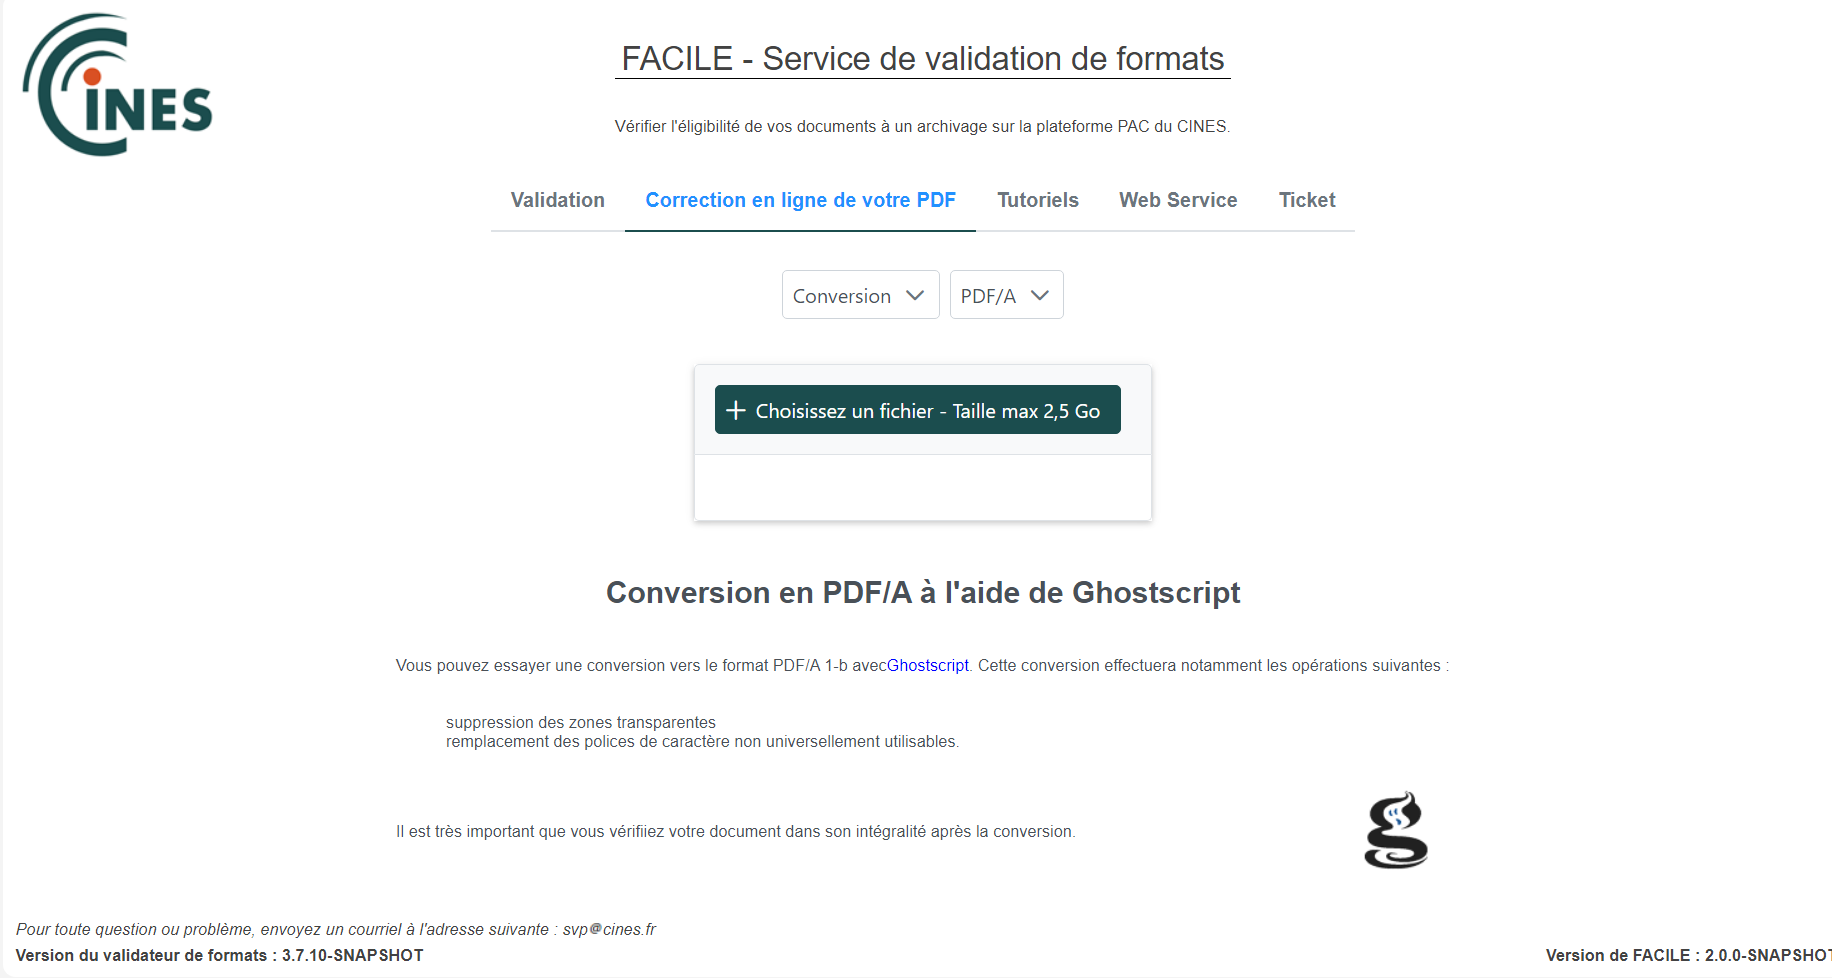 CINES
FACILE - Service de validation de formats
Vérifier l'éligibilité de vos documents à un archivage sur la plateforme PAC du CINES.
Validation Correction en ligne de votre PDF Tutoriels Web Service Ticket
Conversion PDF/A
Choisissez un fichier - Taille max 2,5 Go
Conversion en PDF/A à l'aide de Ghostscript
Vous pouvez essayer une conversion vers le format PDF/A 1-b avecGhostscript. Cette conversion effectuera notamment les opérations suivantes :
suppression des zones transparentes
remplacement des polices de caractère non universellement utilisables.
Il est très important que vous vérifiiez votre document dans son intégralité après la conversion.
Pour toute question ou problème, envoyez un courriel à l'adresse suivante : svp@cines.fr
Version du validateur de formats : 3.7.10-SNAPSHOT
Version de FACILE : 2.0.0-SNAPSHOT